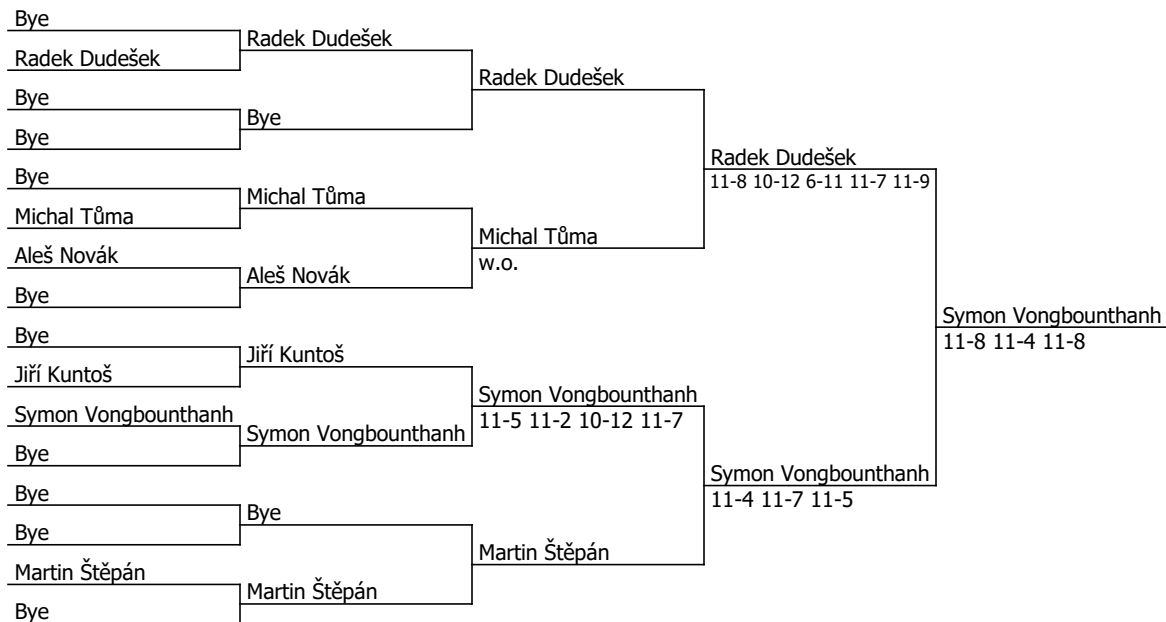 Bye
Radek Dudešek
Radek Dudešek
Radek Dudešek
Bye
Bye
Bye
Radek Dudešek
11-8 10-12 6-11 11-7 11-9
Bye
Michal Tůma
Michal Tůma
Michal Tůma
w.o.
Aleš Novák
Aleš Novák
Bye
Symon Vongbounthanh
11-8 11-4 11-8
Bye
Jiří Kuntoš
Jiří Kuntoš
Symon Vongbounthanh
11-5 11-2 10-12 11-7
Symon Vongbounthanh
Symon Vongbounthanh
Bye
Symon Vongbounthanh
11-4 11-7 11-5
Bye
Bye
Bye
Martin Štěpán
Martin Štěpán
Martin Štěpán
Bye